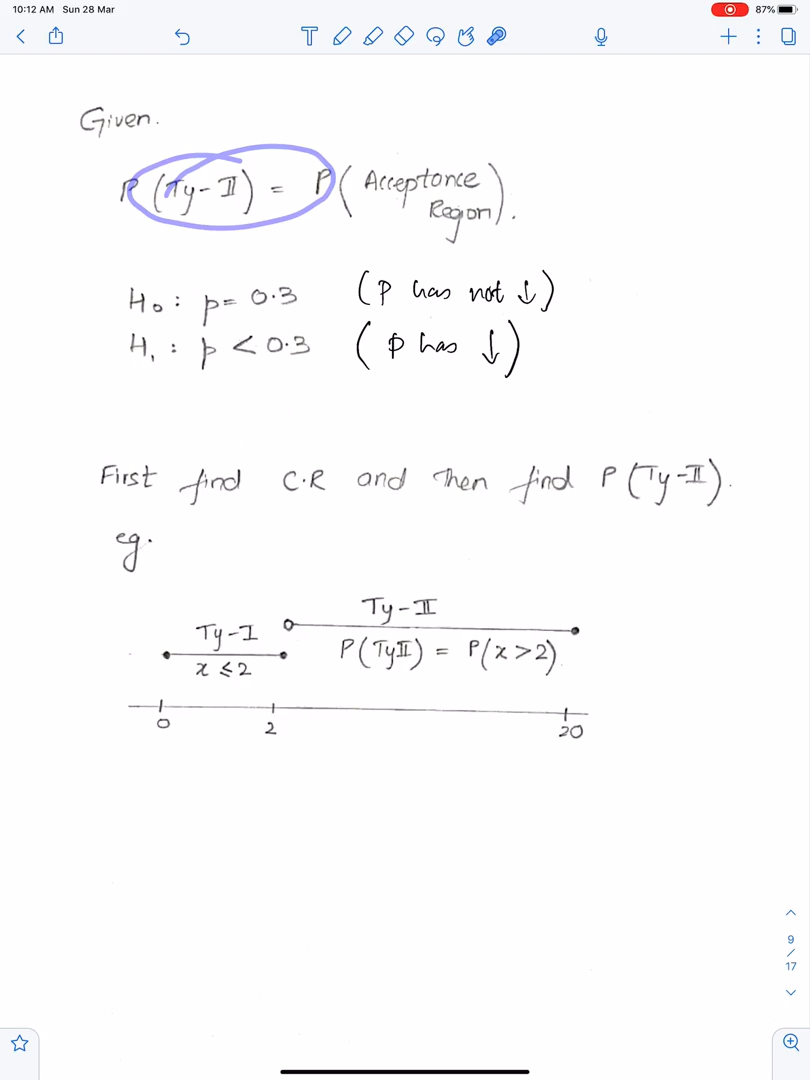 10:12 AM Sun 28 Mar
87%
Given.
P (Ty-II) = P (Acceptance Region).
H₀ : p = 0.3 (P has not ↓)
H₁ : p < 0.3 (p has ↓)
First find C.R and then find P (Ty-II).
eg.
Ty-II
Ty-I
P(TyII) = P(x>2)
x ≤ 2
0 2 20
9
/
17